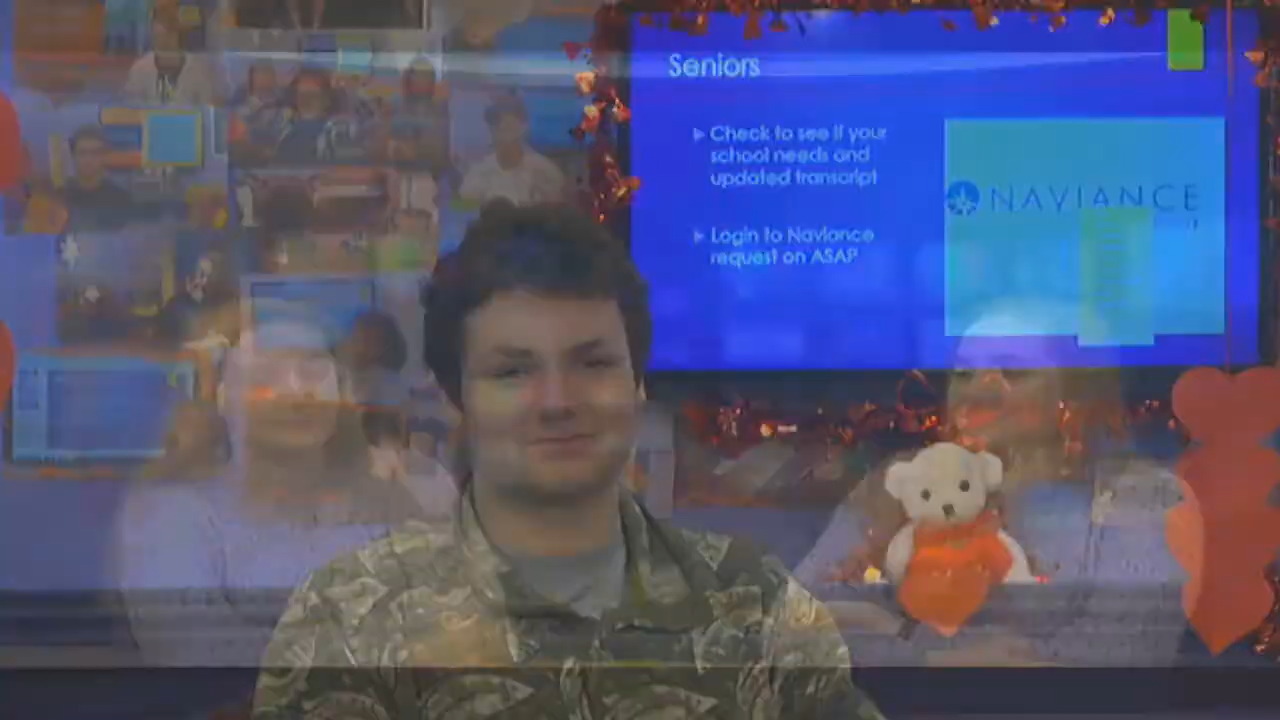 Seniors
Check to see if your
school needs and
updated transcript
Login to Naviance
request on ASAP
NAVIANCE